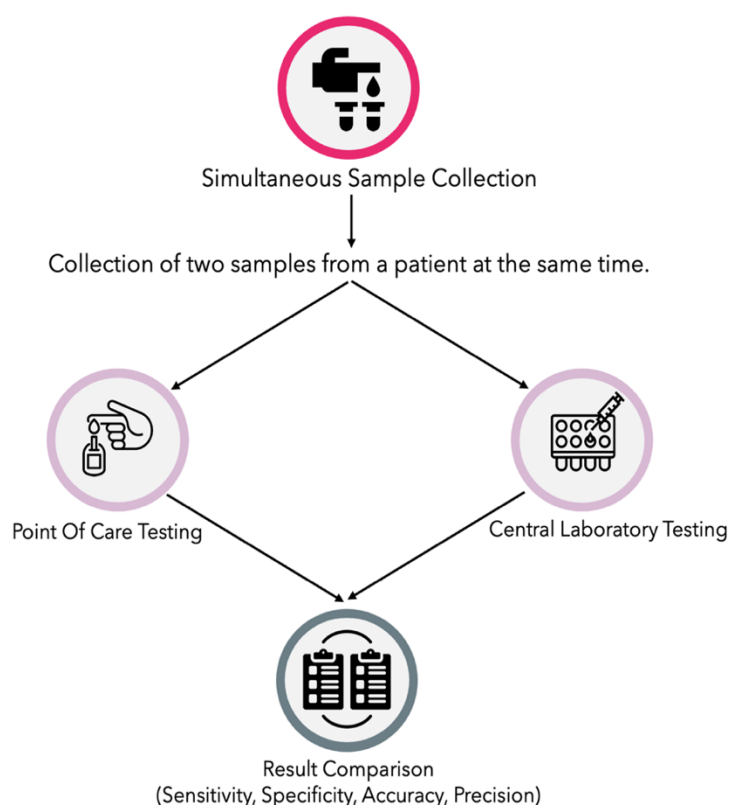 Simultaneous Sample Collection
Collection of two samples from a patient at the same time.
Point Of Care Testing
Central Laboratory Testing
Result Comparison
(Sensitivity, Specificity, Accuracy, Precision)